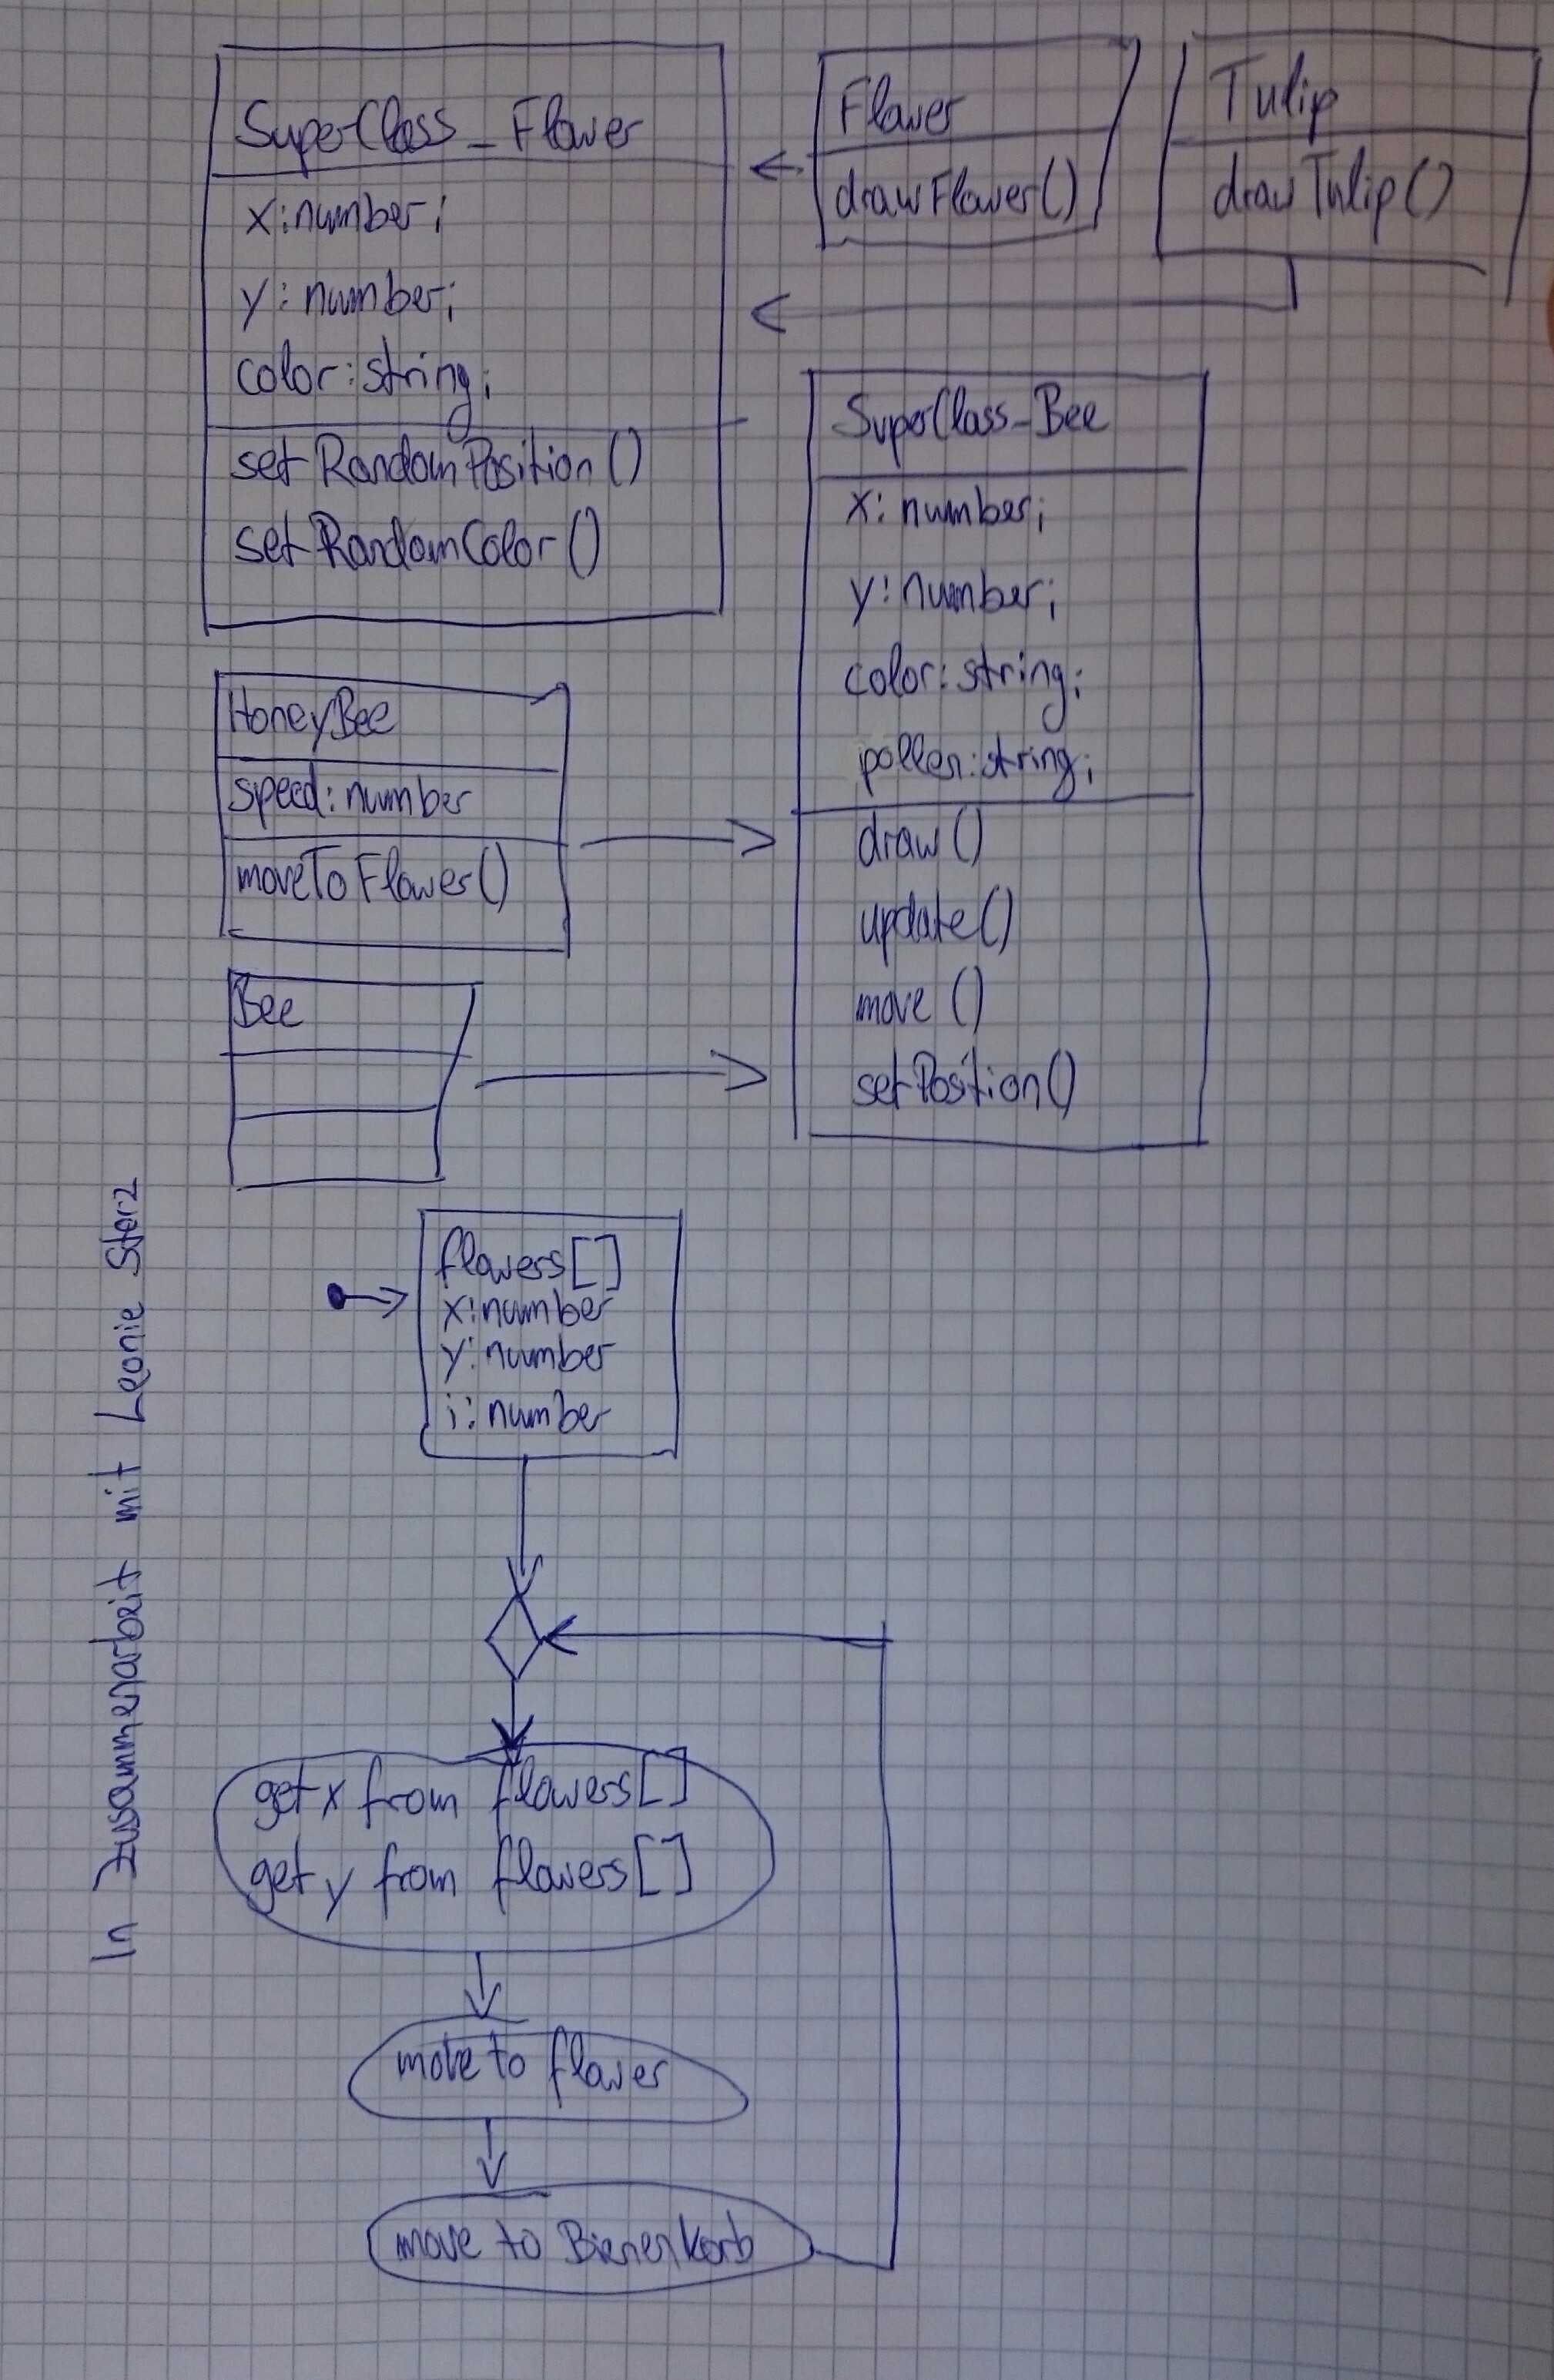 SuperClass_Flower
x:number;
y:number;
color:string;
setRandomPosition()
setRandomColor()
Flower
drawFlower()
Tulip
drawTulip()
SuperClass_Bee
x:number;
y:number;
color:string;
pollen:string;
draw()
update()
move()
setPosition()
HoneyBee
speed:number
moveToFlower()
Bee
flowers[]
x:number
y:number
i:number
get x from flowers[]
get y from flowers[]
move to flower
move to Bienenkorb
In Zusammenarbeit mit Leonie Storz